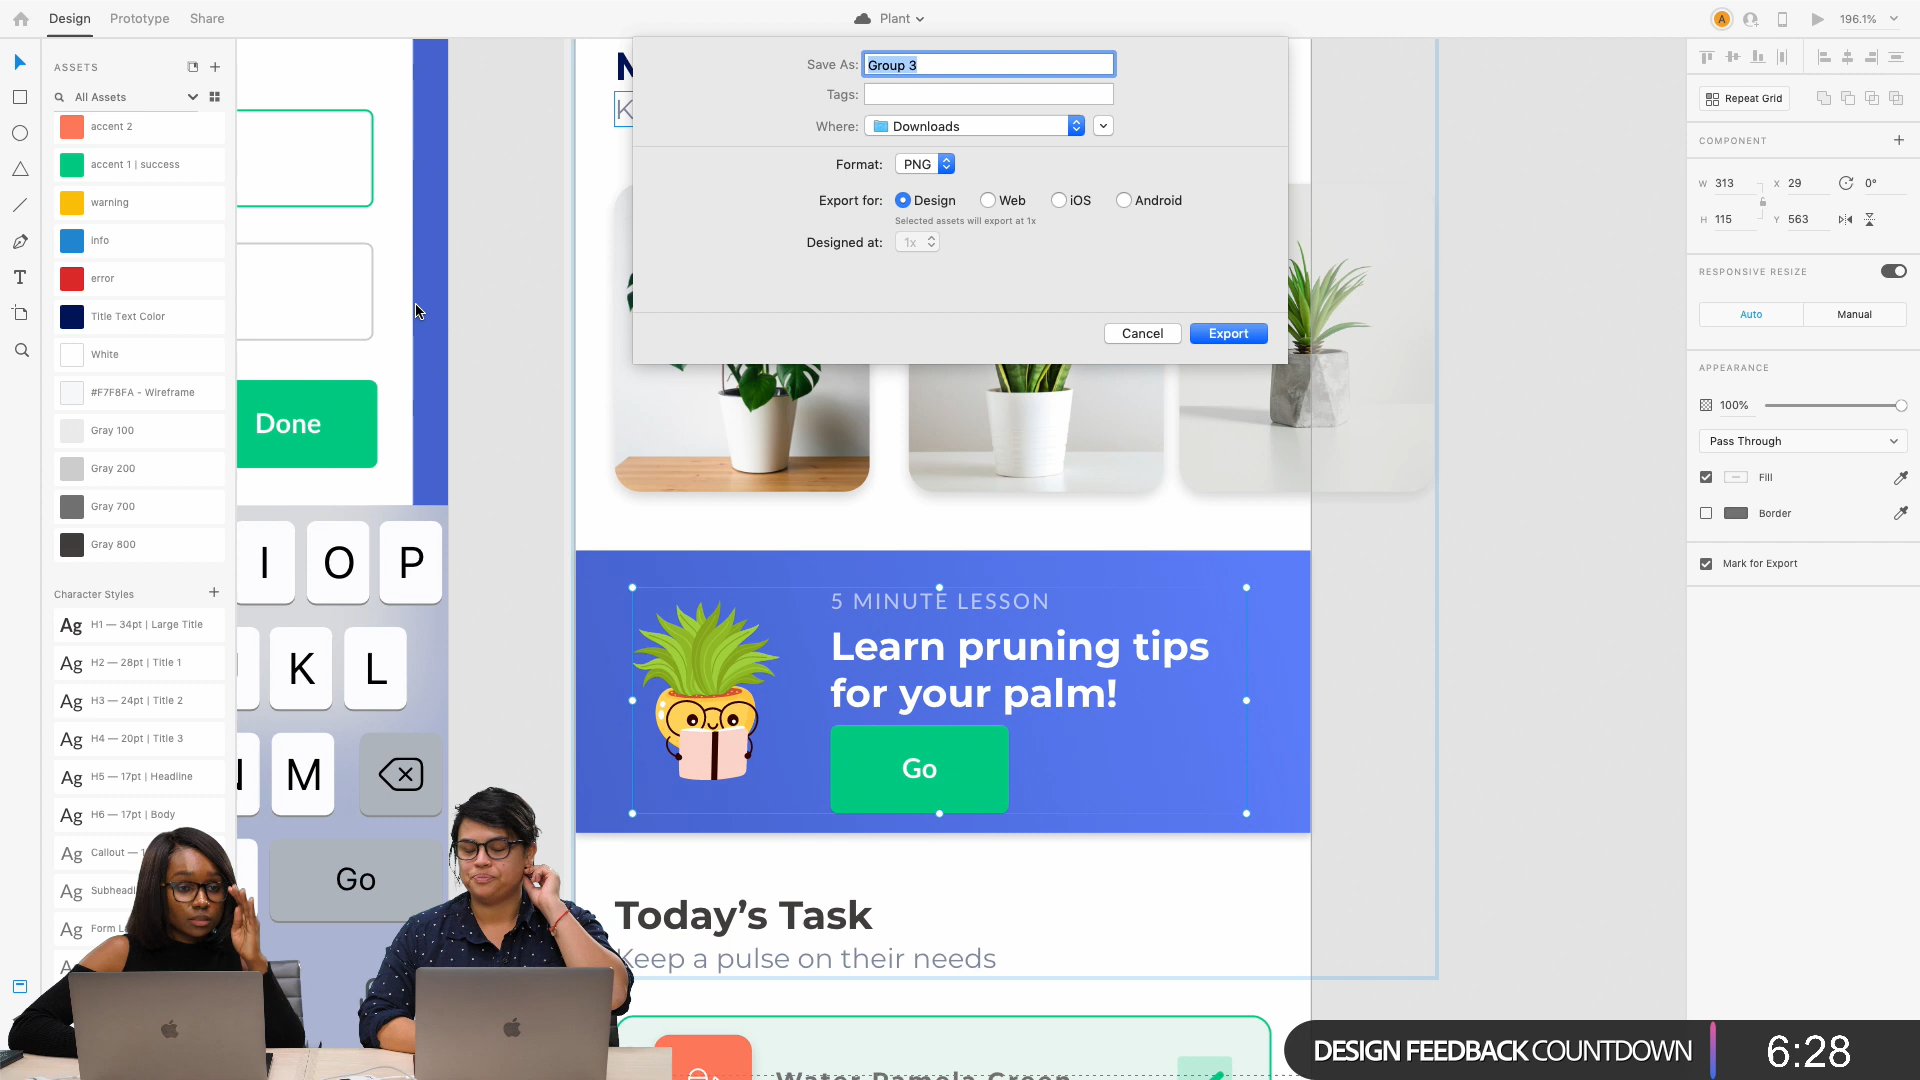 Design
Prototype
Share
Plant
A
196.1%
ASSETS
All Assets
accent 2
accent 1 | success
warning
info
error
Title Text Color
White
#F7F8FA - Wireframe
Gray 100
Gray 200
Gray 700
Gray 800
Character Styles
Ag H1 — 34pt | Large Title
Ag H2 — 28pt | Title 1
Ag H3 — 24pt | Title 2
Ag H4 — 20pt | Title 3
Ag H5 — 17pt | Headline
Ag H6 — 17pt | Body
Ag Callout —
Ag
Ag Form
Done
I O P
K L
M
Go
Save As: Group 3
Tags:
Where: Downloads
Format: PNG
Export for: Design Web iOS Android
Selected assets will export at 1x
Designed at: 1x
Cancel
Export
5 MINUTE LESSON
Learn pruning tips
for your palm!
Go
Today’s Task
Keep a pulse on their needs
Water Pamela Green
Repeat Grid
COMPONENT
W 313 X 29 0°
H 115 Y 563
RESPONSIVE RESIZE
Auto
Manual
APPEARANCE
100%
Pass Through
Fill
Border
Mark for Export
DESIGN FEEDBACK COUNTDOWN
6:28